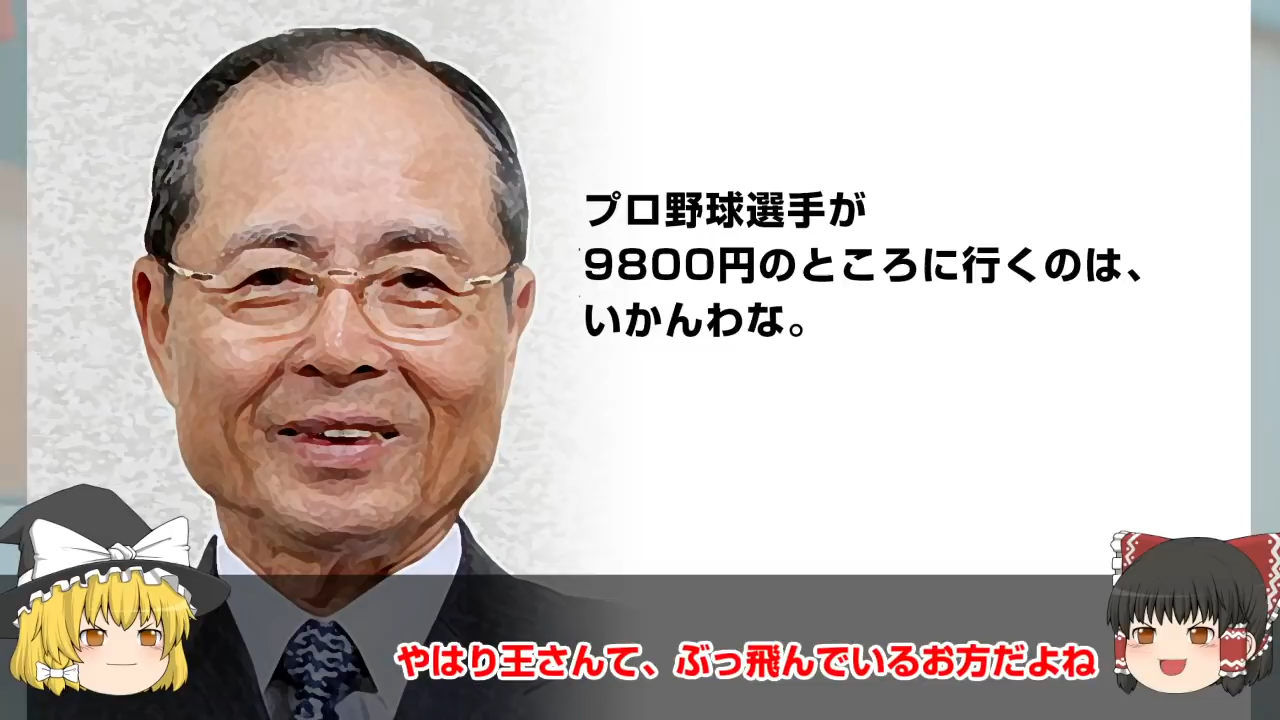 プロ野球選手が
9800円のところに行くのは、
いかんわな。
やはり王さんて、ぶっ飛んでいるお方だよね